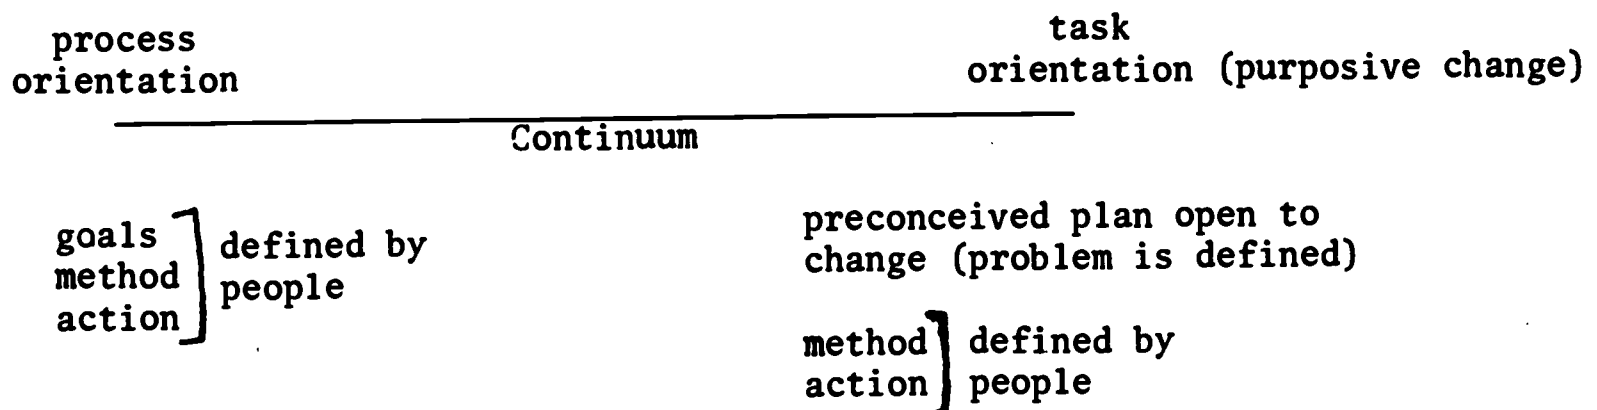 process
orientation
task
orientation (purposive change)
Continuum
goals
method
action
defined by
people
preconceived plan open to
change (problem is defined)
method
action
defined by
people